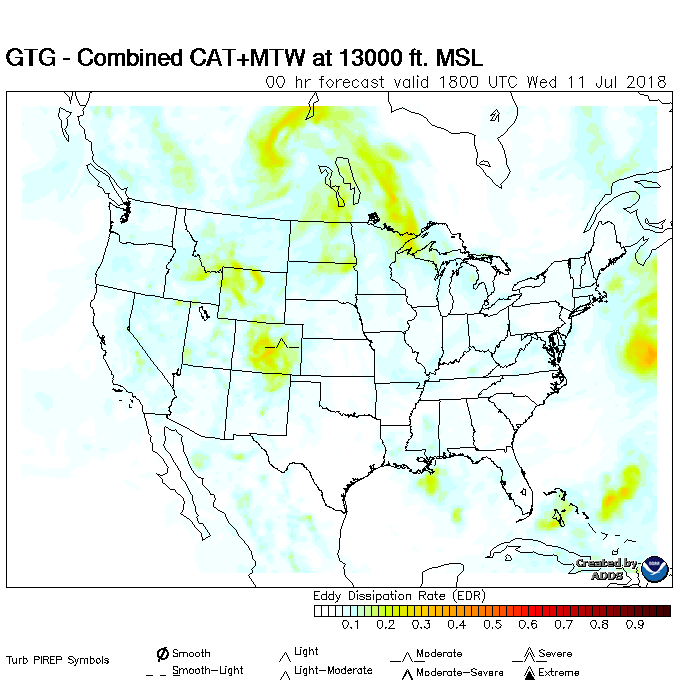 GTG - Combined CAT+MTW at 13000 ft. MSL
00 hr forecast valid 1800 UTC Wed 11 Jul 2018
Created by
ADDS
Eddy Dissipation Rate (EDR)
0.1 0.2 0.3 0.4 0.5 0.6 0.7 0.8 0.9
Turb PIREP Symbols
Smooth Light Moderate Severe
Smooth-Light Light-Moderate Moderate-Severe Extreme